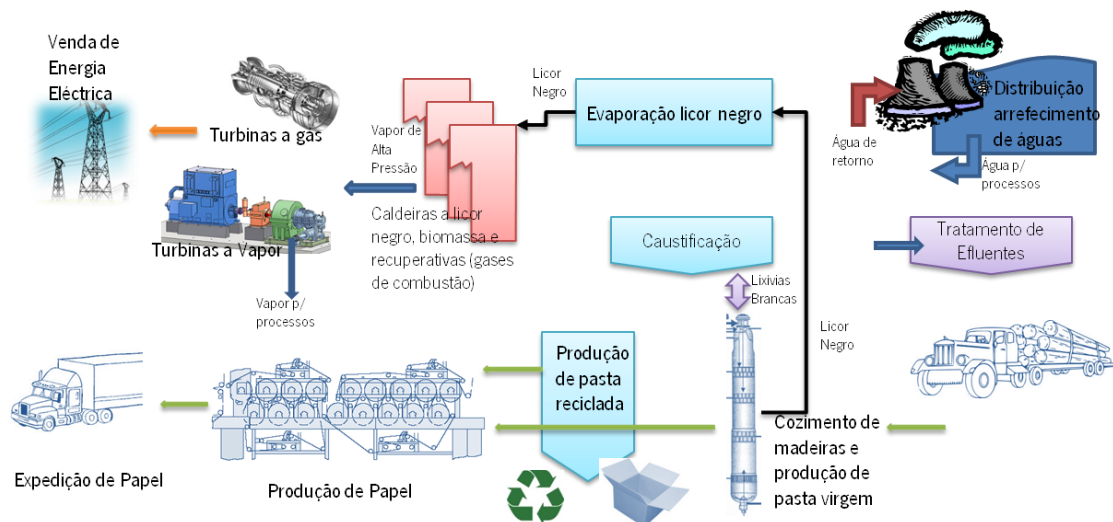 Venda de
Energia
Eléctrica
Turbinas a gás
Turbinas a Vapor
Vapor p/
processos
Vapor de
Alta
Pressão
Caldeiras a licor
negro, biomassa e
recuperativas (gases
de combustão)
Licor
Negro
Evaporação licor negro
Caustificação
Lixívias
Brancas
Licor
Negro
Água de
retorno
Distribuição
arrefecimento
de águas
Água p/
processos
Tratamento de
Efluentes
Produção
de pasta
reciclada
Cozimento de
madeiras e
produção de
pasta virgem
Produção de Papel
Expedição de Papel